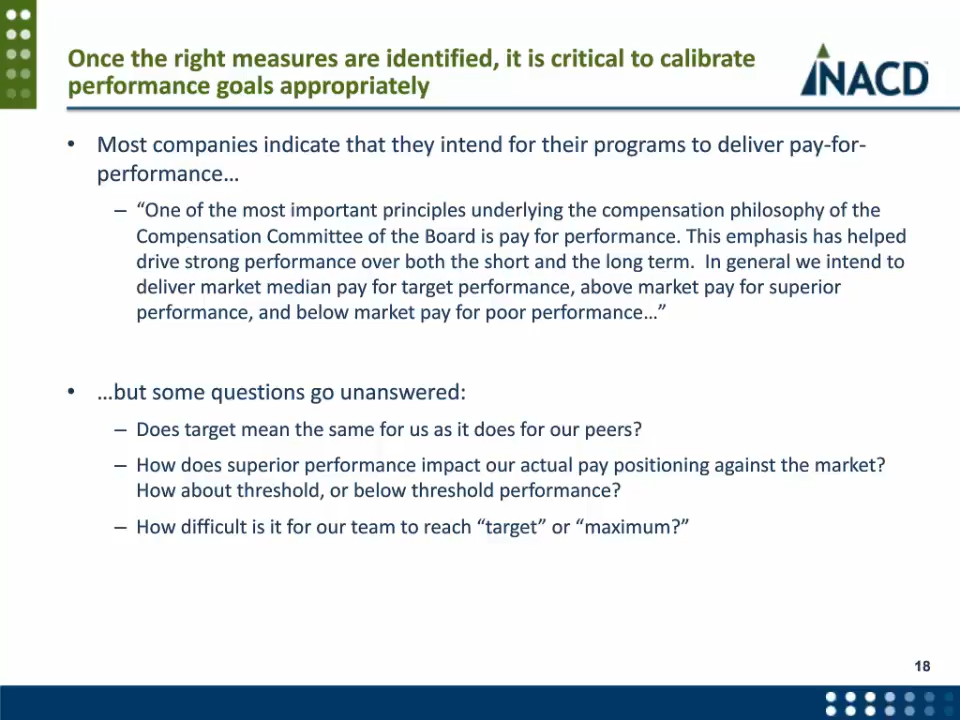 Once the right measures are identified, it is critical to calibrate
performance goals appropriately
NACD
• Most companies indicate that they intend for their programs to deliver pay-for-
performance…
– “One of the most important principles underlying the compensation philosophy of the
Compensation Committee of the Board is pay for performance. This emphasis has helped
drive strong performance over both the short and the long term.  In general we intend to
deliver market median pay for target performance, above market pay for superior
performance, and below market pay for poor performance…”
• …but some questions go unanswered:
– Does target mean the same for us as it does for our peers?
– How does superior performance impact our actual pay positioning against the market?
How about threshold, or below threshold performance?
– How difficult is it for our team to reach “target” or “maximum?”
18